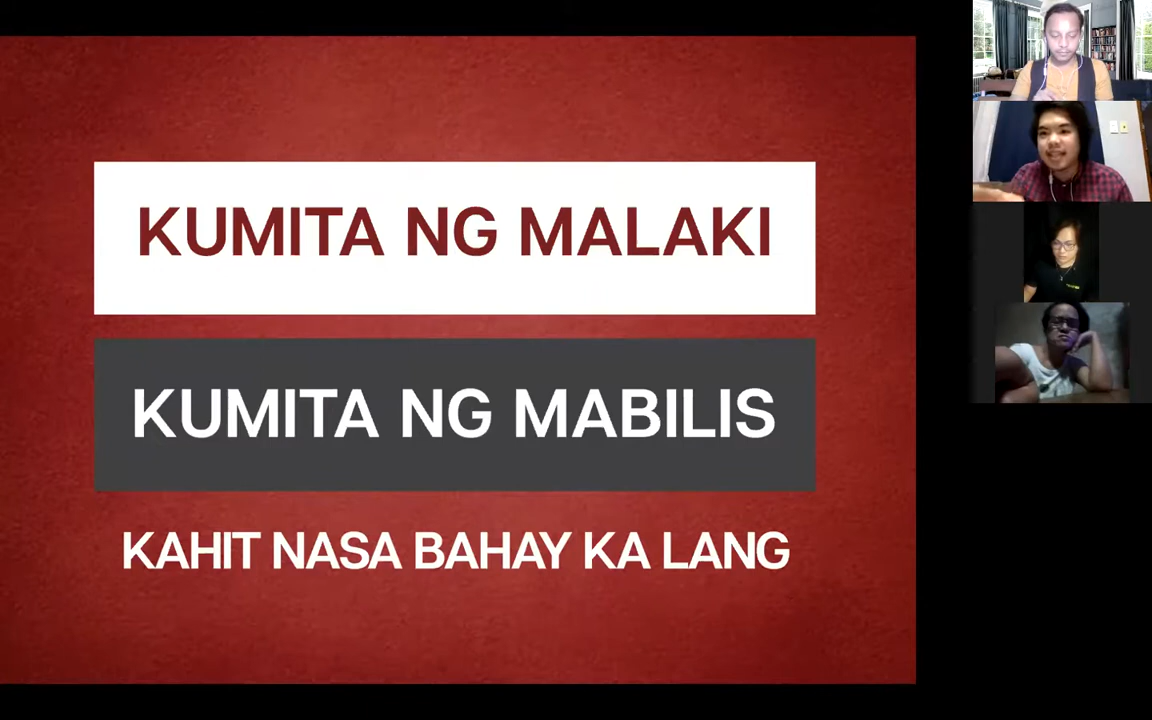 KUMITA NG MALAKI
KUMITA NG MABILIS
KAHIT NASA BAHAY KA LANG